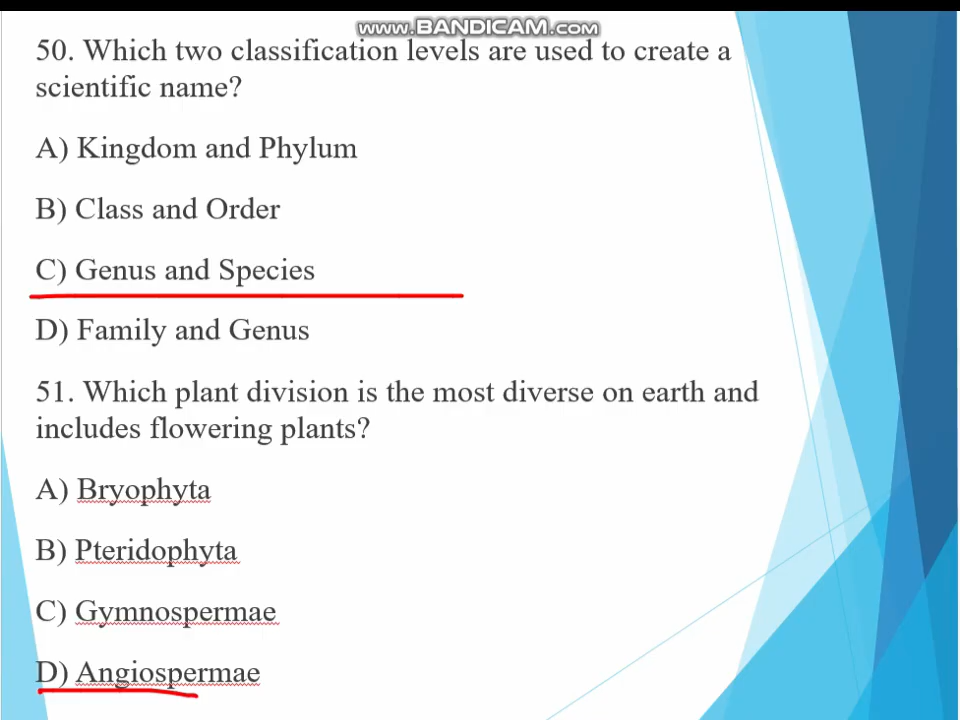 www.BANDICAM.com
50. Which two classification levels are used to create a
scientific name?
A) Kingdom and Phylum
B) Class and Order
C) Genus and Species
D) Family and Genus
51. Which plant division is the most diverse on earth and
includes flowering plants?
A) Bryophyta
B) Pteridophyta
C) Gymnospermae
D) Angiospermae